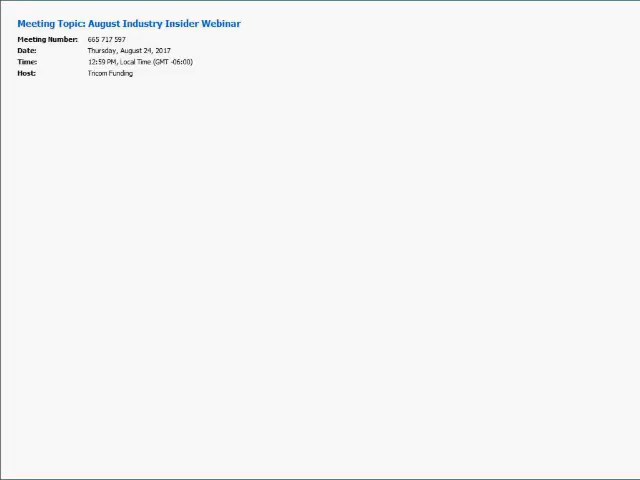 Meeting Topic: August Industry Insider Webinar
Meeting Number: 665 717 597
Date: Thursday, August 24, 2017
Time: 12:59 PM, Local Time (GMT -06:00)
Host: Tricom Funding